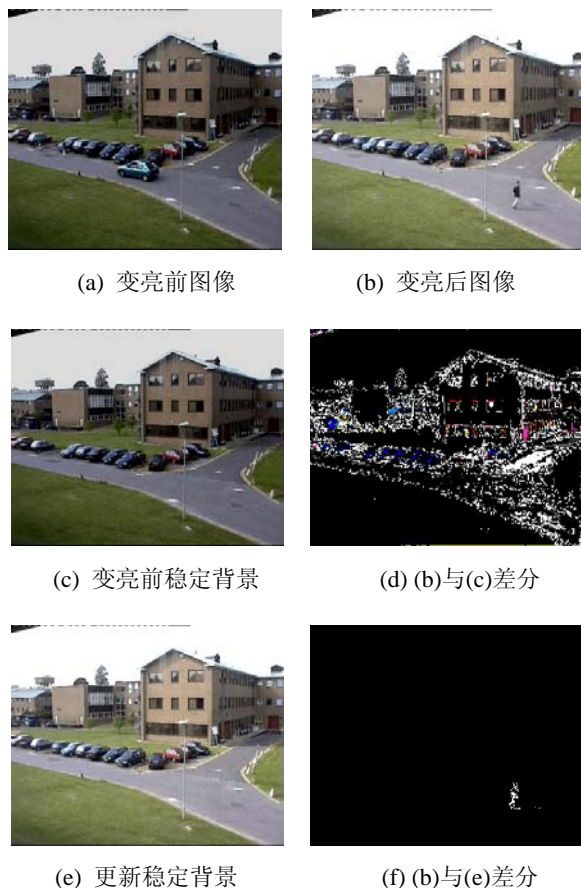 (a) 变亮前图像
(b) 变亮后图像
(c) 变亮前稳定背景
(d) (b)与(c)差分
(e) 更新稳定背景
(f) (b)与(e)差分